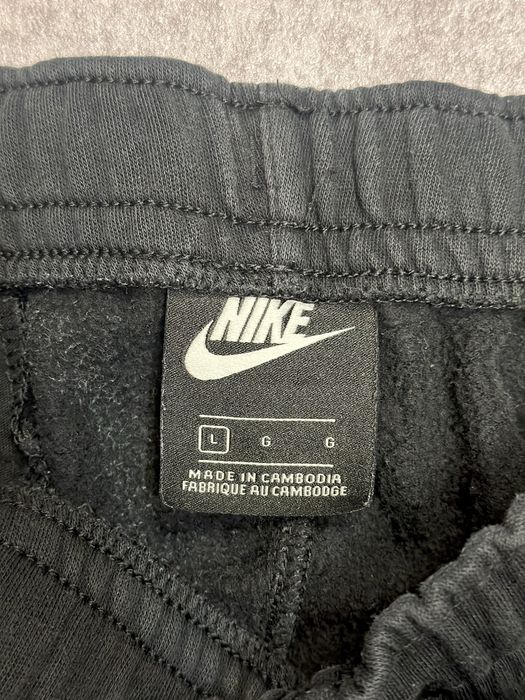 NIKE
L G G
MADE IN CAMBODIA
FABRIQUE AU CAMBODGE